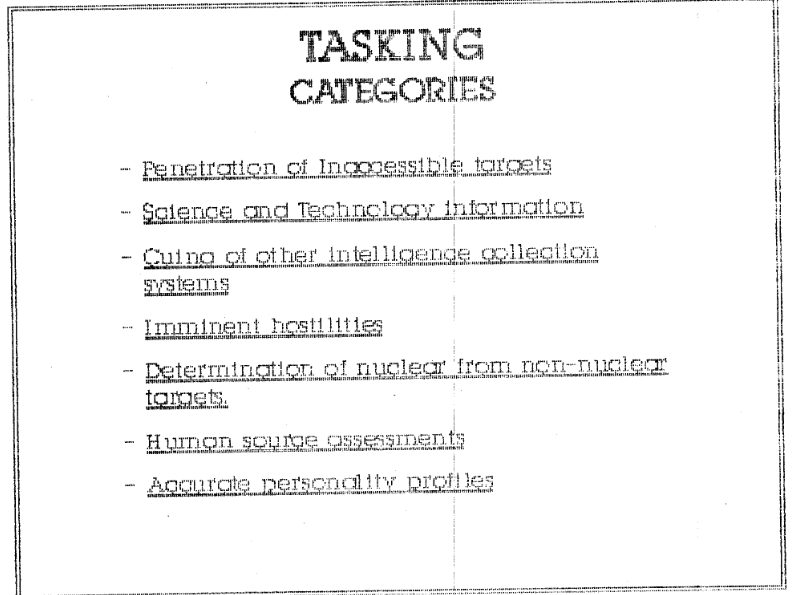 TASKING
CATEGORIES
- Penetration of Inaccessible targets
- Science and Technology information
- Cuing of other intelligence collection
systems
- Imminent hostilities
- Determination of nuclear from non-nuclear
targets.
- Human source assessments
- Accurate personality profiles